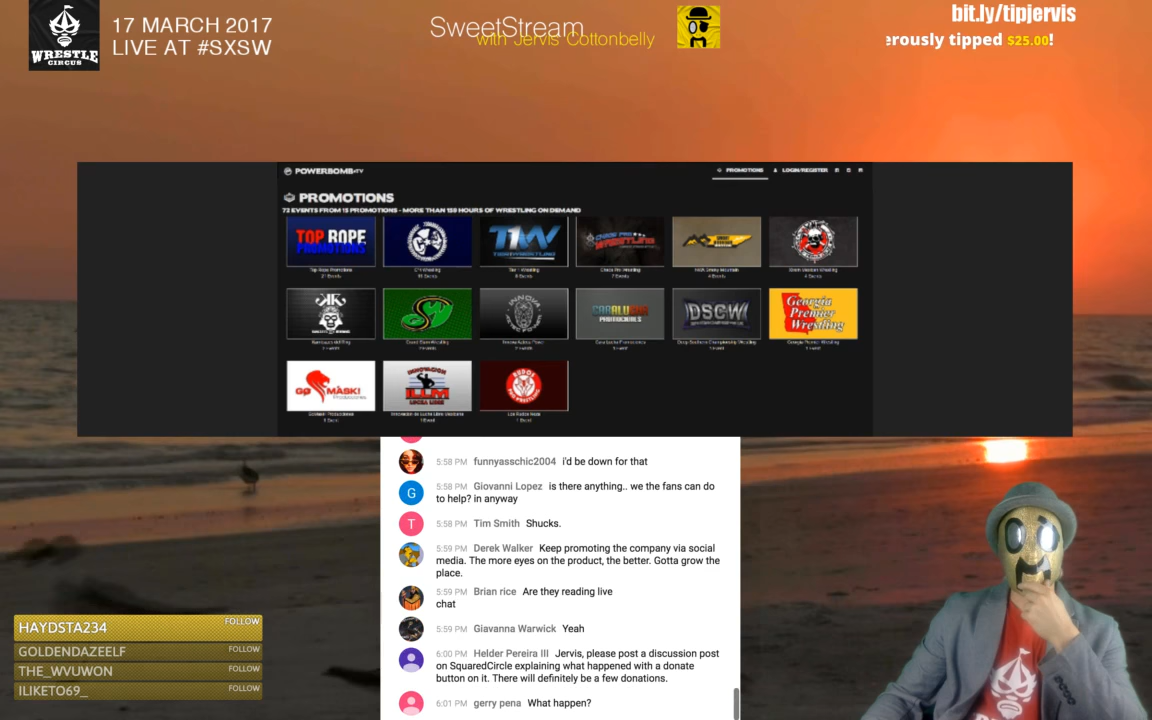 WRESTLE
CIRCUS
17 MARCH 2017
LIVE AT #SXSW
SweetStream
with Jervis Cottonbelly
bit.ly/tipjervis
erously tipped $25.00!
POWERBOMB.TV
PROMOTIONS
LOGIN/REGISTER
PROMOTIONS
72 EVENTS FROM 15 PROMOTIONS - MORE THAN 159 HOURS OF WRESTLING ON DEMAND
TOP ROPE
PROMOTIONS
T1W
DSCW
Georgia
Premier
Wrestling
Georgia Premier Wrestling
5:58 PM funnyasschic2004 i'd be down for that
5:58 PM Giovanni Lopez is there anything.. we the fans can do
to help? in anyway
5:58 PM Tim Smith Shucks.
5:59 PM Derek Walker Keep promoting the company via social
media. The more eyes on the product, the better. Gotta grow the
place.
5:59 PM Brian rice Are they reading live
chat
5:59 PM Giavanna Warwick Yeah
6:00 PM Helder Pereira III Jervis, please post a discussion post
on SquaredCircle explaining what happened with a donate
button on it. There will definitely be a few donations.
6:01 PM gerry pena What happen?
HAYDSTA234 FOLLOW
GOLDENDAZEELF FOLLOW
THE_WVUWON FOLLOW
ILIKETO69_ FOLLOW